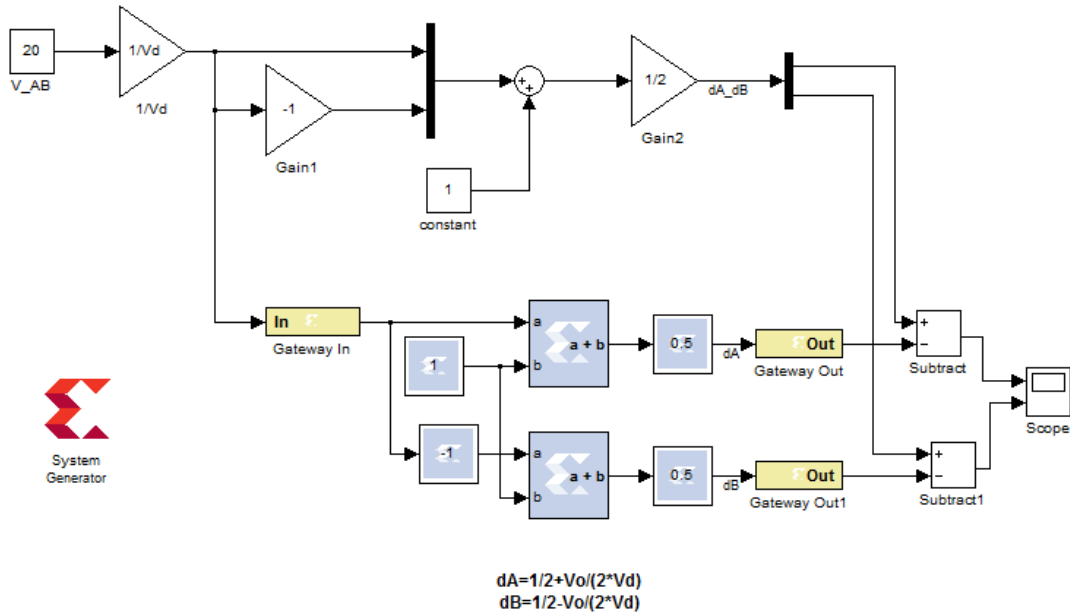 20
V_AB
1/Vd
1/Vd
-1
Gain1
+
+
1
constant
1/2
Gain2
dA_dB
In
Gateway In
1
-1
a
b
a + b
0.5
dA
Out
Gateway Out
+
−
Subtract
Scope
a
b
a + b
0.5
dB
Out
Gateway Out1
+
−
Subtract1
System
Generator
dA=1/2+Vo/(2*Vd)
dB=1/2-Vo/(2*Vd)